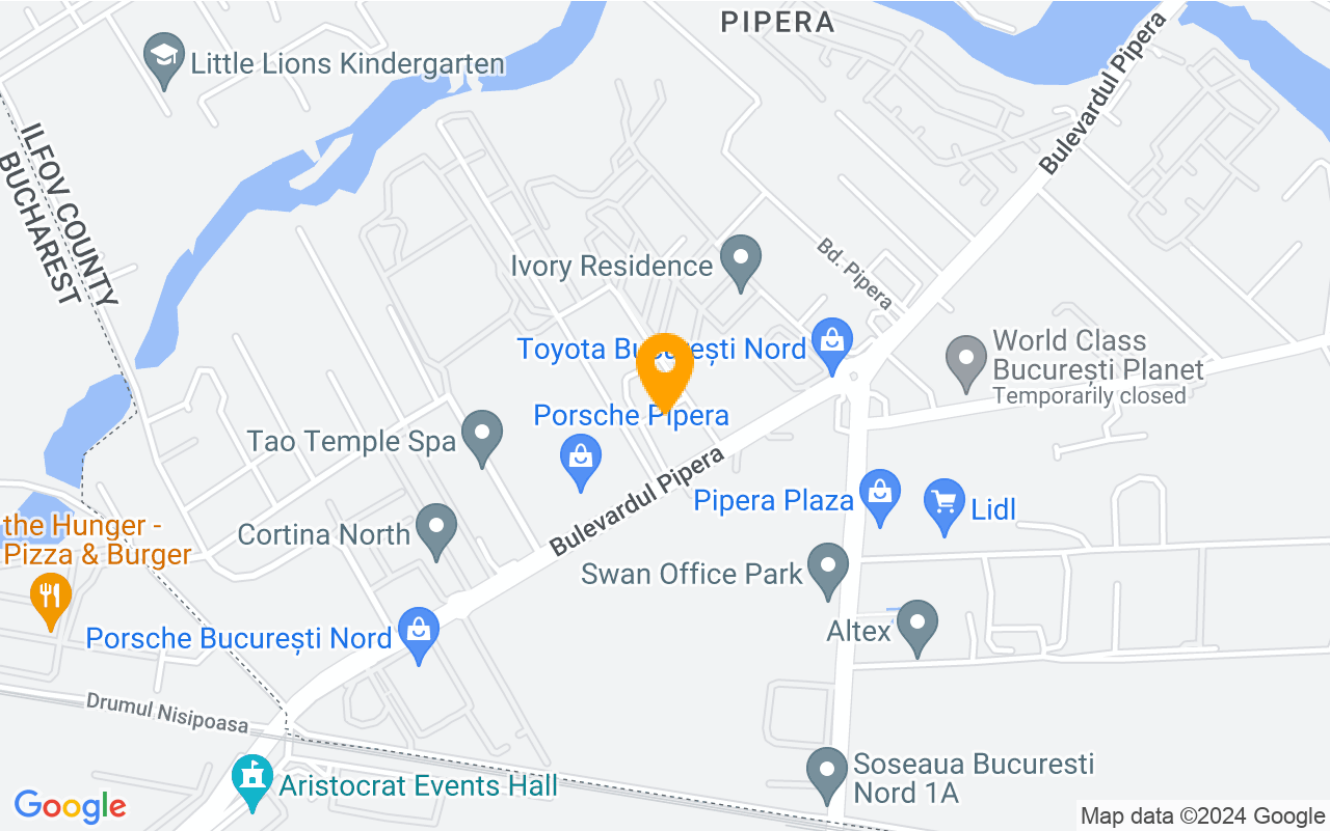 PIPERA
Little Lions Kindergarten
Bulevardul Pipera
ILFOV COUNTY
BUCHAREST
Ivory Residence
Bd. Pipera
Toyota București Nord
World Class
București Planet
Temporarily closed
Porsche Pipera
Tao Temple Spa
Bulevardul Pipera
Pipera Plaza
Lidl
the Hunger -
Pizza & Burger
Cortina North
Swan Office Park
Altex
Porsche București Nord
Drumul Nisipoasa
Aristocrat Events Hall
Soseaua Bucuresti
Nord 1A
Google
Map data ©2024 Google